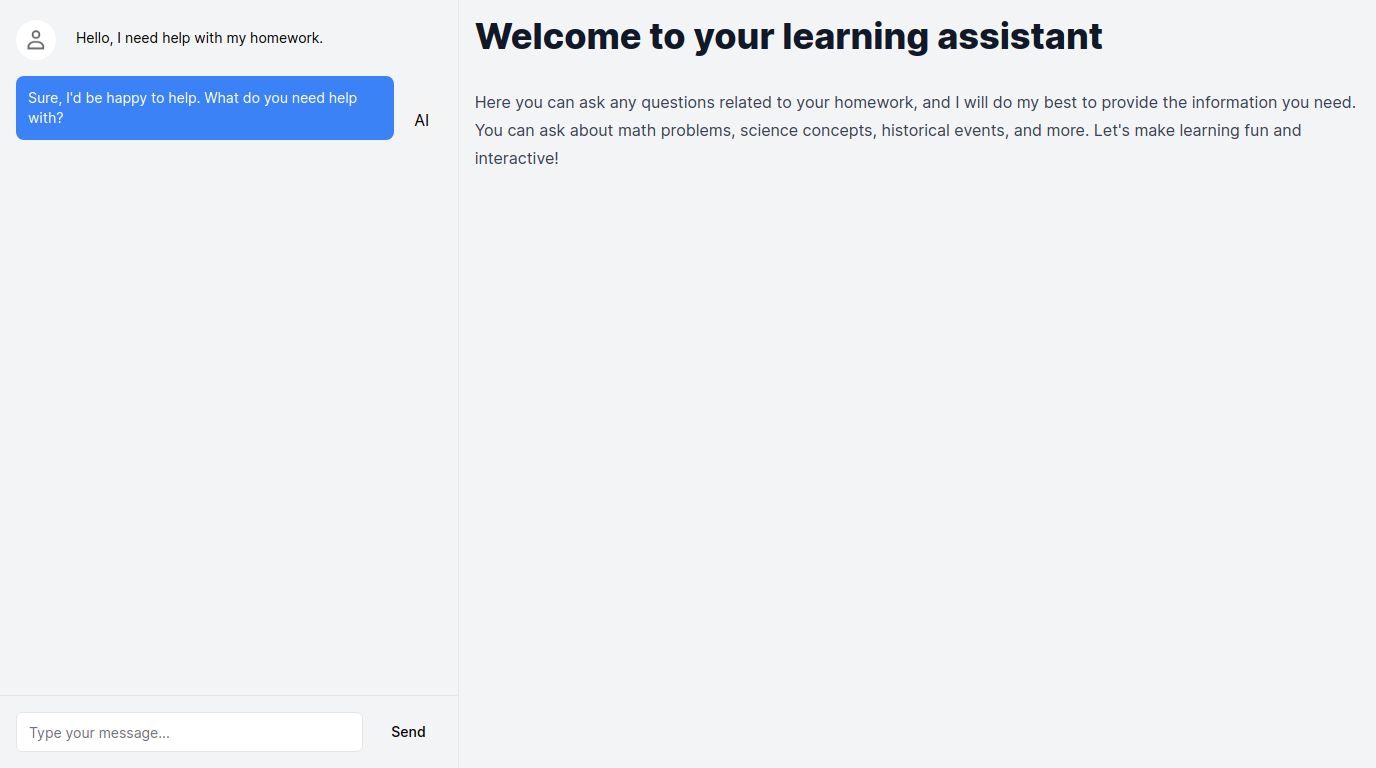 Hello, I need help with my homework.
Sure, I'd be happy to help. What do you need help
with?
AI
Type your message...
Send
Welcome to your learning assistant
Here you can ask any questions related to your homework, and I will do my best to provide the information you need.
You can ask about math problems, science concepts, historical events, and more. Let's make learning fun and
interactive!